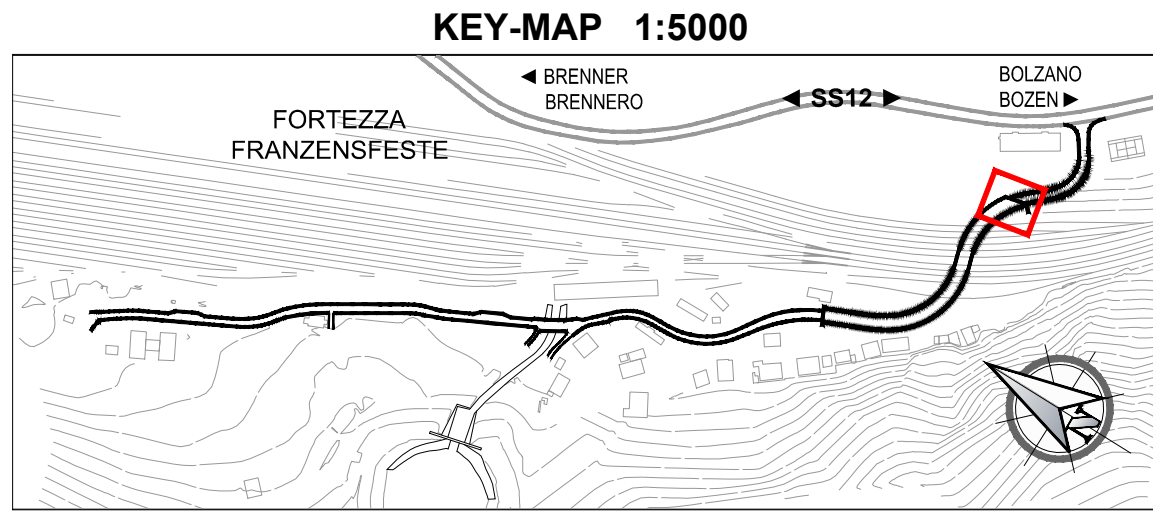 KEY-MAP 1:5000
◄ BRENNER
BRENNERO
◄ SS12 ►
BOLZANO
BOZEN ►
FORTEZZA
FRANZENSFESTE